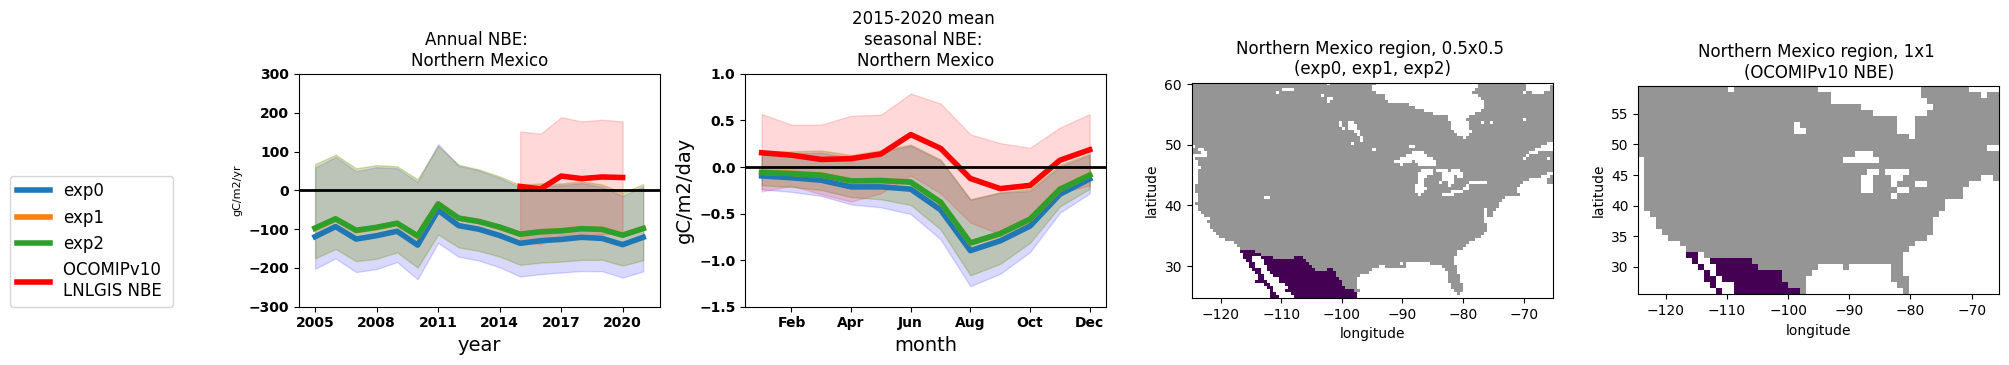 exp0
exp1
exp2
OCOMIPv10
LNLGIS NBE
Annual NBE:
Northern Mexico
300
200
100
0
−100
−200
−300
gC/m2/yr
2005
2008
2011
2014
2017
2020
year
2015-2020 mean
seasonal NBE:
Northern Mexico
1.0
0.5
0.0
−0.5
−1.0
−1.5
gC/m2/day
Feb
Apr
Jun
Aug
Oct
Dec
month
Northern Mexico region, 0.5x0.5
(exp0, exp1, exp2)
60
50
40
30
latitude
−120
−110
−100
−90
−80
−70
longitude
Northern Mexico region, 1x1
(OCOMIPv10 NBE)
55
50
45
40
35
30
latitude
−120
−110
−100
−90
−80
−70
longitude